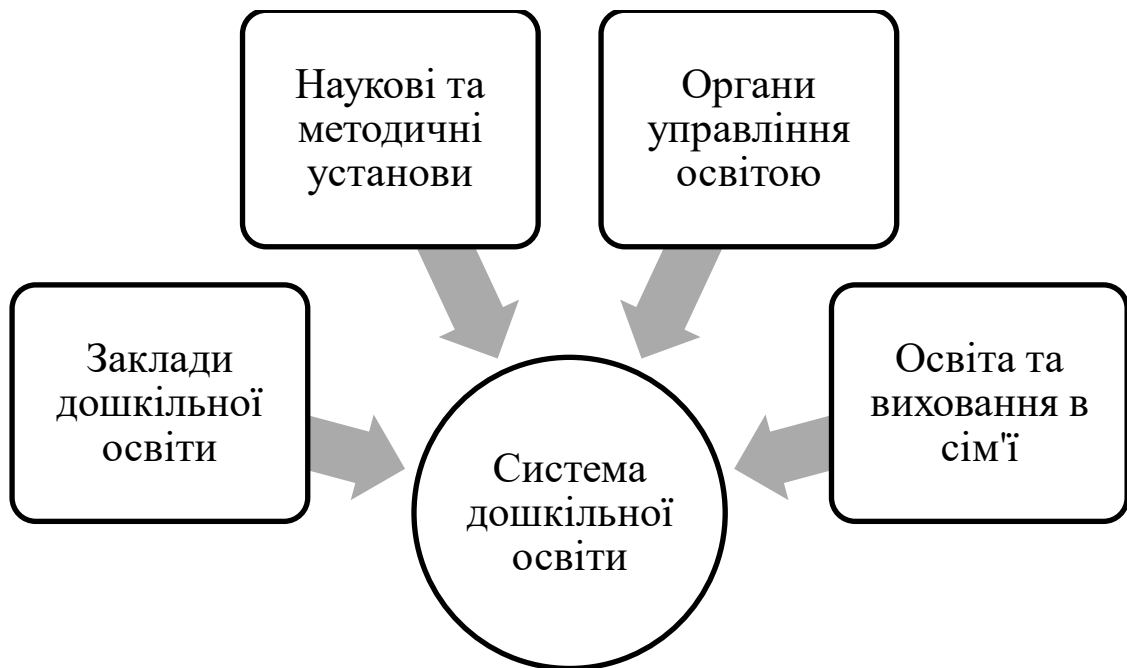 Наукові та
методичні
установи
Органи
управління
освітою
Заклади
дошкільної
освіти
Освіта та
виховання в
сім'ї
Система
дошкільної
освіти